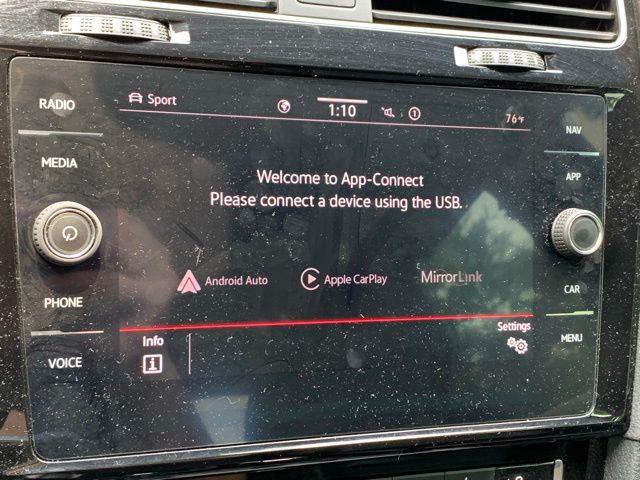 RADIO
MEDIA
PHONE
VOICE
Sport
1:10
1
76°F
Welcome to App-Connect
Please connect a device using the USB.
Android Auto
Apple CarPlay
MirrorLink
Info
Settings
NAV
APP
CAR
MENU